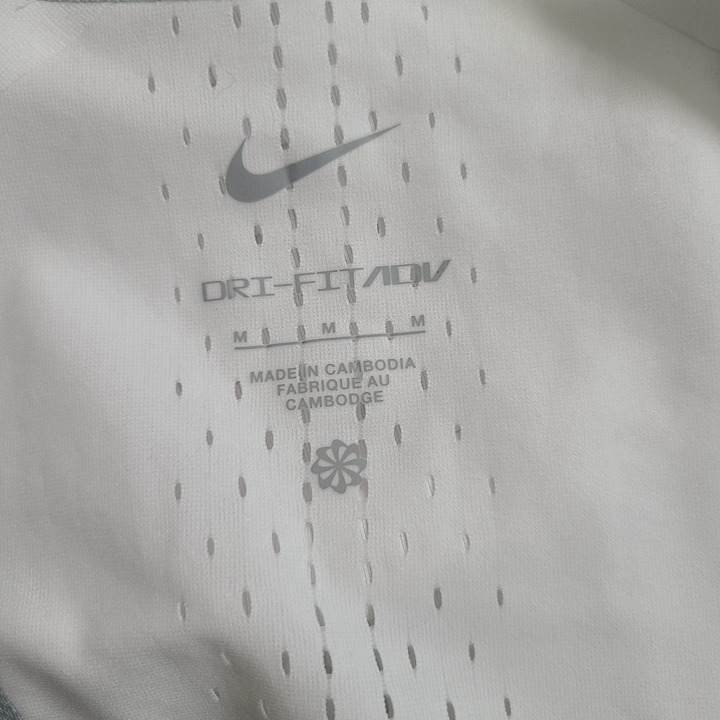 DRI-FIT ADV
M M M
MADE IN CAMBODIA
FABRIQUE AU
CAMBODGE